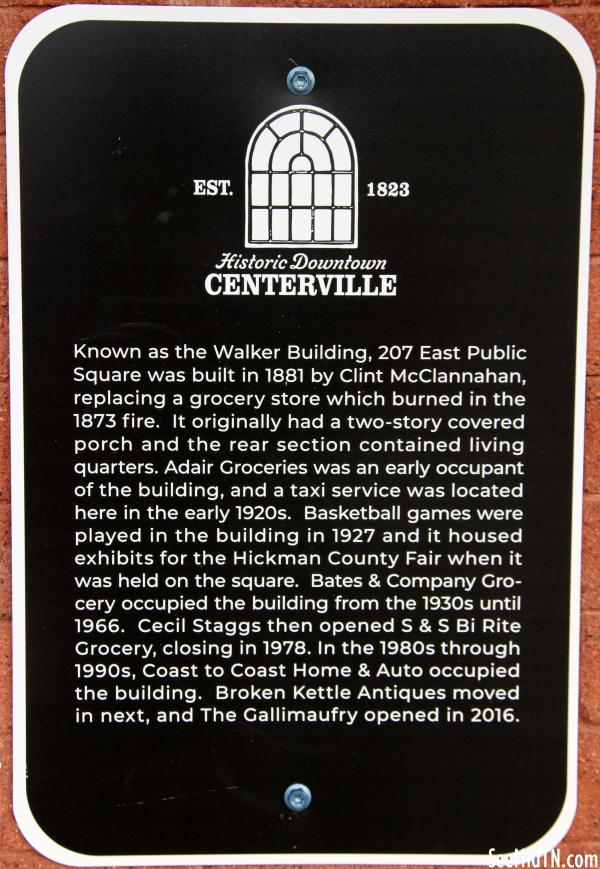 EST. 1823
Historic Downtown
CENTERVILLE
Known as the Walker Building, 207 East Public
Square was built in 1881 by Clint McClannahan,
replacing a grocery store which burned in the
1873 fire.  It originally had a two-story covered
porch and the rear section contained living
quarters. Adair Groceries was an early occupant
of the building, and a taxi service was located
here in the early 1920s.  Basketball games were
played in the building in 1927 and it housed
exhibits for the Hickman County Fair when it
was held on the square.  Bates & Company Gro-
cery occupied the building from the 1930s until
1966.  Cecil Staggs then opened S & S Bi Rite
Grocery, closing in 1978. In the 1980s through
1990s, Coast to Coast Home & Auto occupied
the building.  Broken Kettle Antiques moved
in next, and The Gallimaufry opened in 2016.
SeeMidTN.com